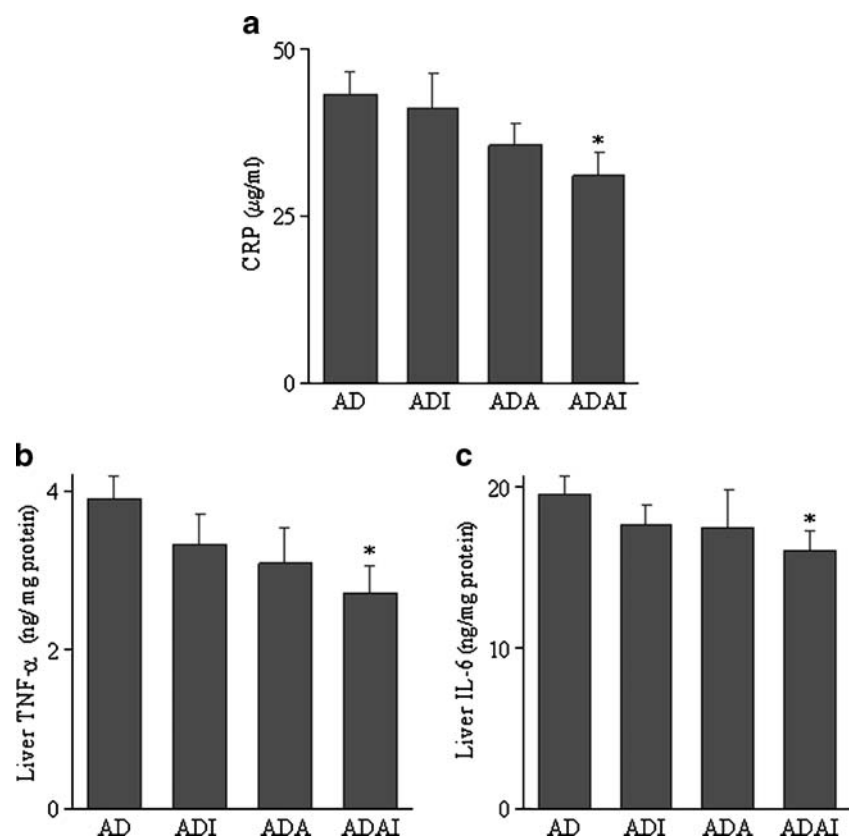 a
50
25
0
CRP (µg/ml)
*
AD ADI ADA ADAI
b
4
2
0
Liver TNF-α (ng/mg protein)
*
AD ADI ADA ADAI
c
20
10
0
Liver IL-6 (ng/mg protein)
*
AD ADI ADA ADAI